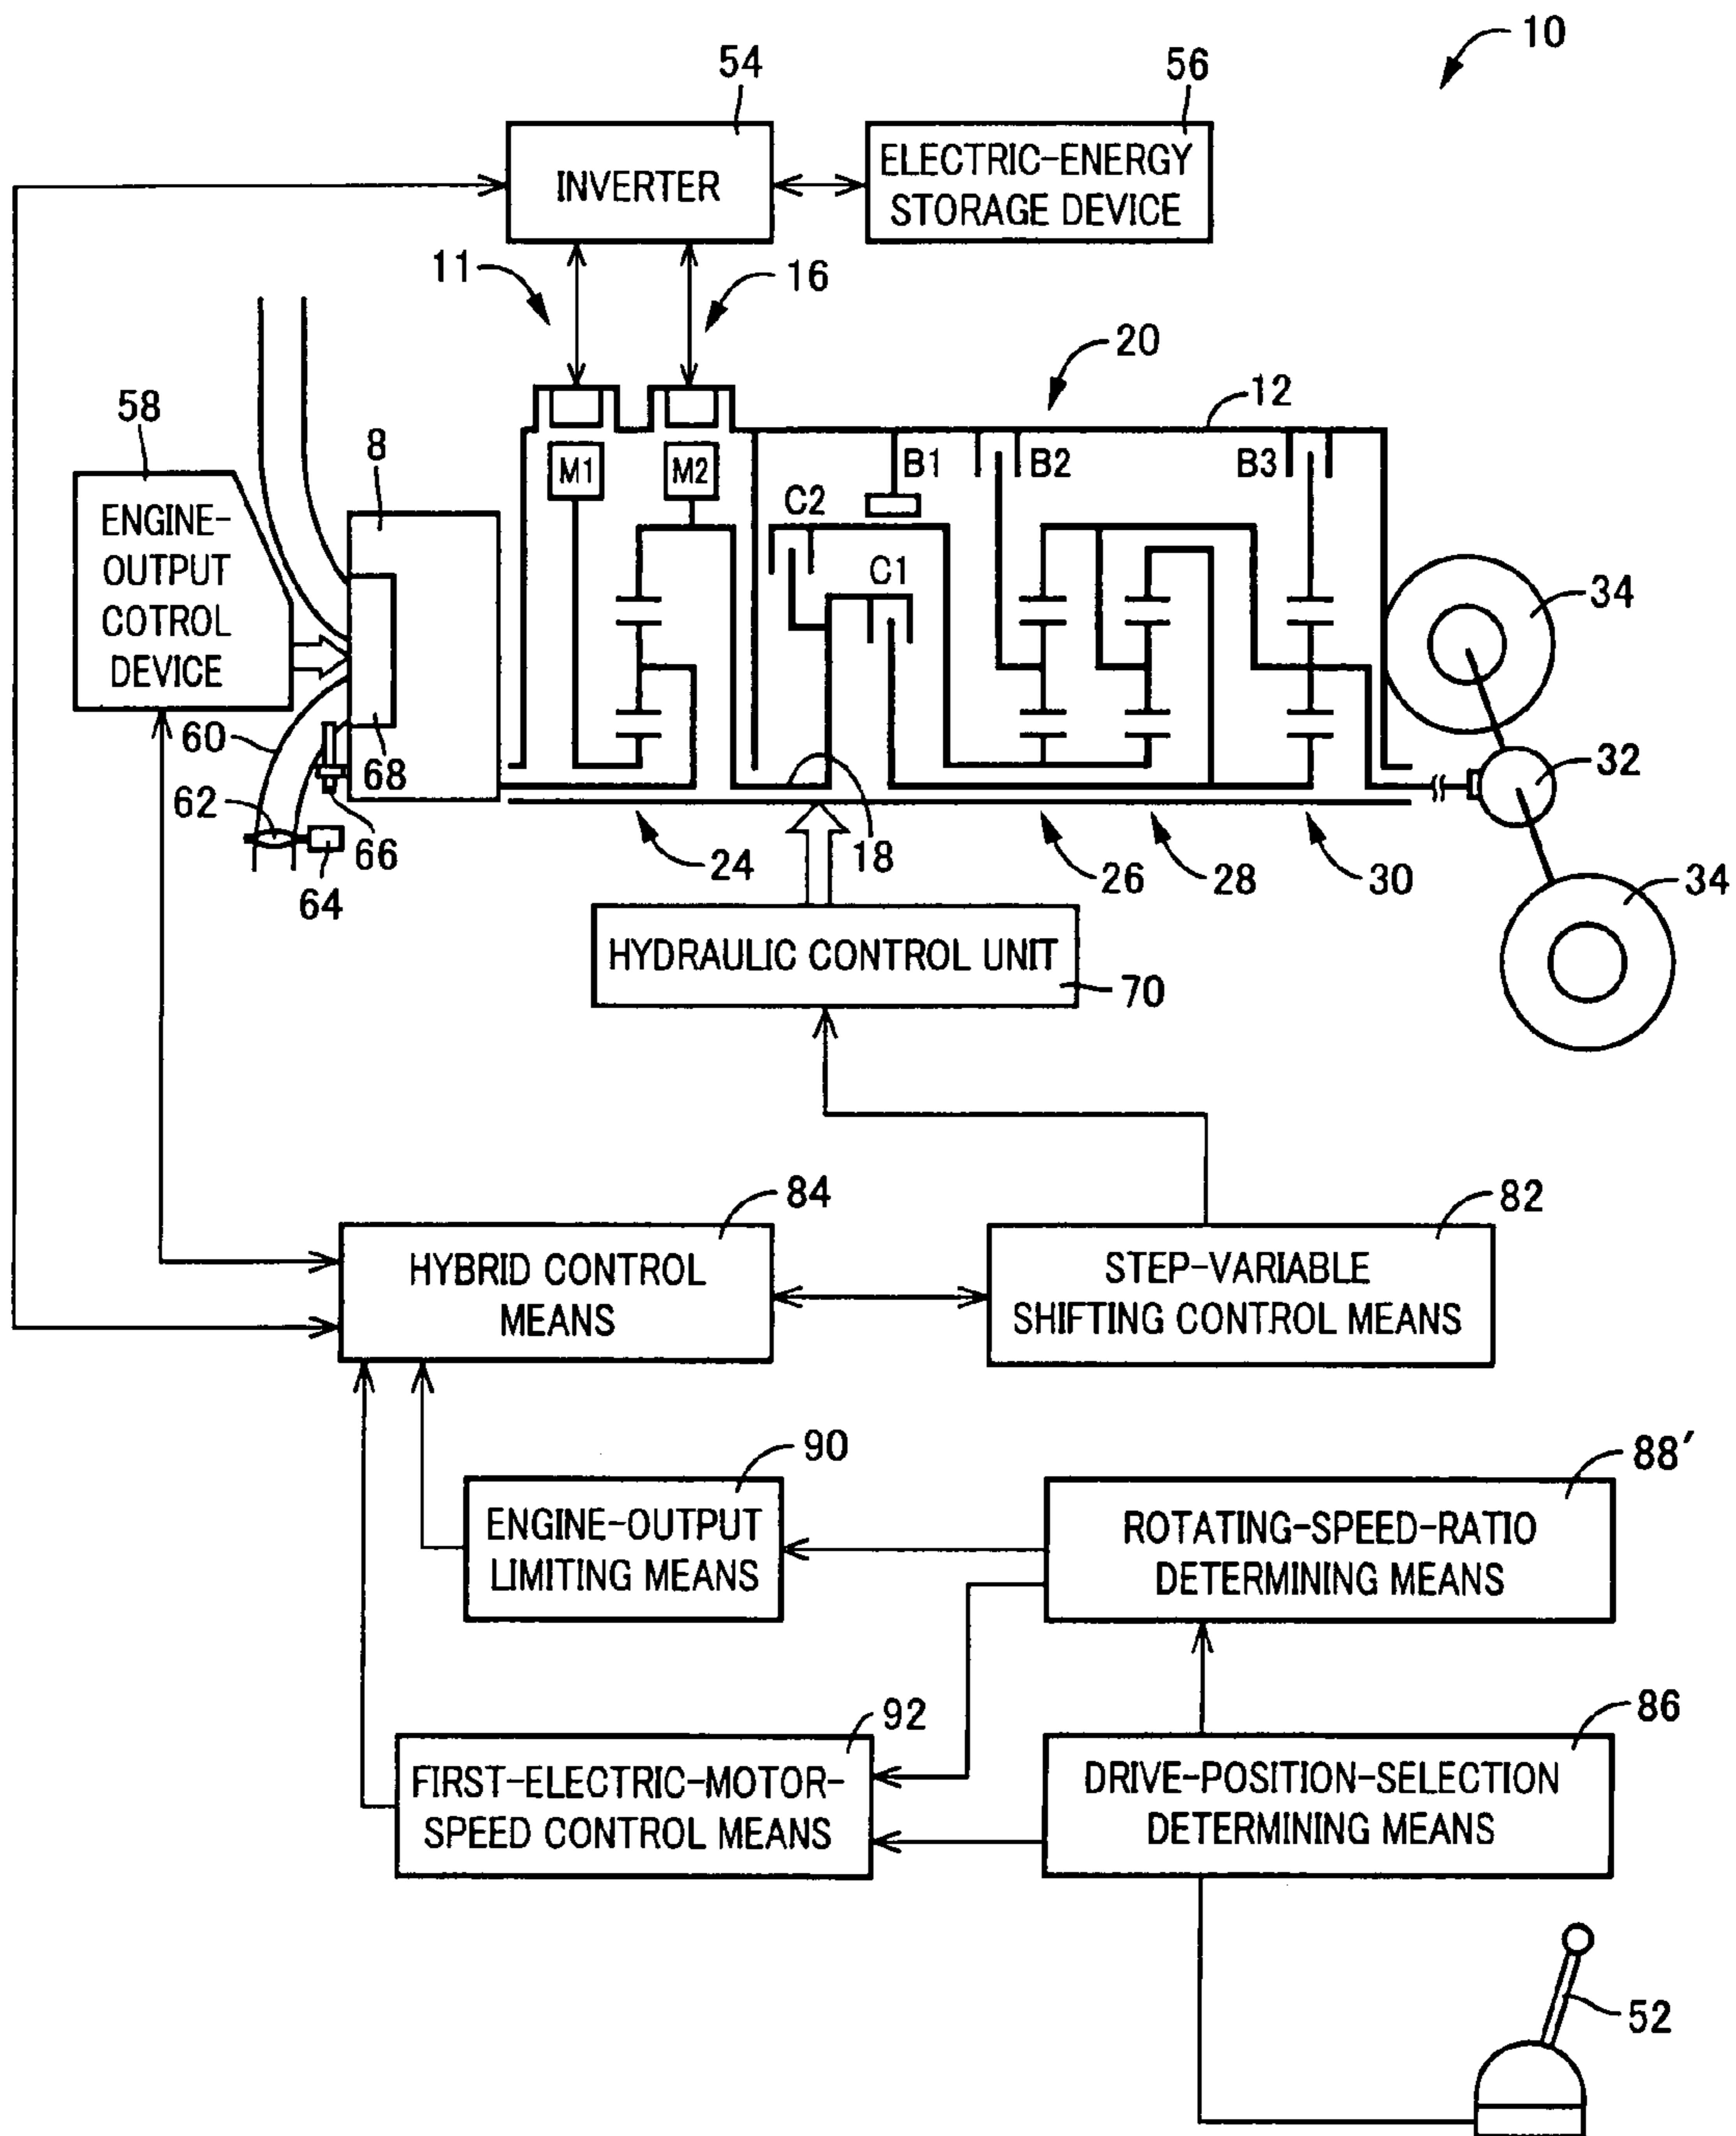 10
54
56
INVERTER
ELECTRIC-ENERGY
STORAGE DEVICE
11
16
20
12
58
8
M1
M2
B1
B2
B3
C2
C1
ENGINE-
OUTPUT
COTROL
DEVICE
34
60
68
32
62
66
64
24
18
26
28
30
34
HYDRAULIC CONTROL UNIT
70
84
82
HYBRID CONTROL
MEANS
STEP-VARIABLE
SHIFTING CONTROL MEANS
90
88′
ENGINE-OUTPUT
LIMITING MEANS
ROTATING-SPEED-RATIO
DETERMINING MEANS
92
86
FIRST-ELECTRIC-MOTOR-
SPEED CONTROL MEANS
DRIVE-POSITION-SELECTION
DETERMINING MEANS
52